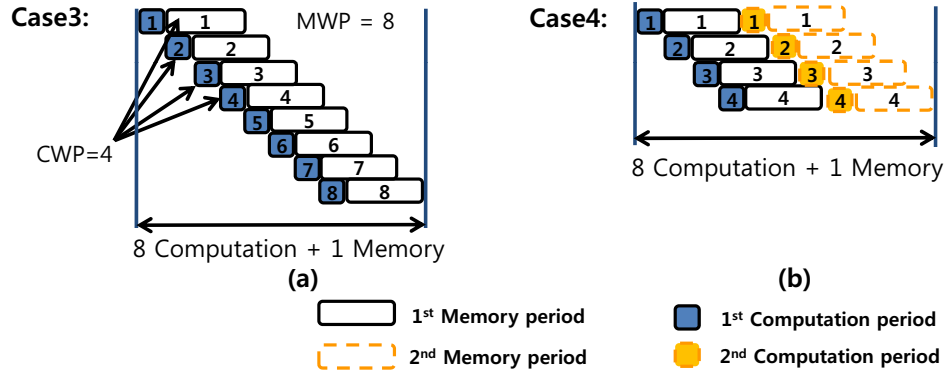 Case3:
MWP = 8
1 1
2 2
3 3
4 4
5 5
6 6
7 7
8 8
CWP=4
8 Computation + 1 Memory
(a)
Case4:
1 1 1 1
2 2 2 2
3 3 3 3
4 4 4 4
8 Computation + 1 Memory
(b)
1st Memory period
2nd Memory period
1st Computation period
2nd Computation period